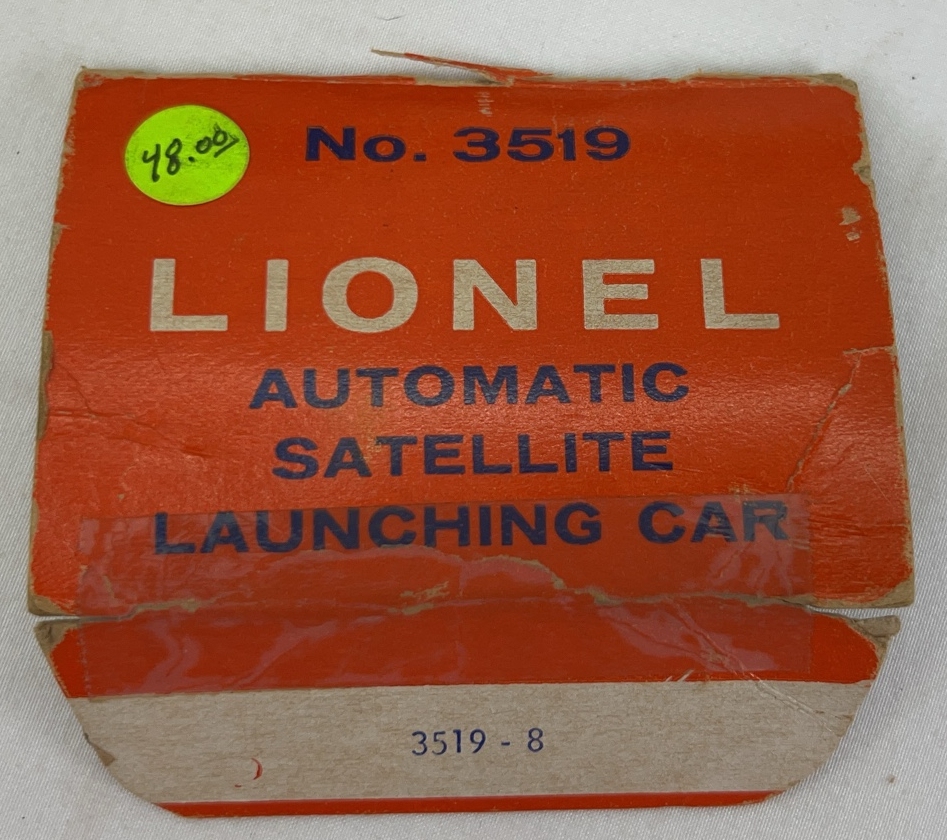 48.00
No. 3519
LIONEL
AUTOMATIC
SATELLITE
LAUNCHING CAR
3519 - 8